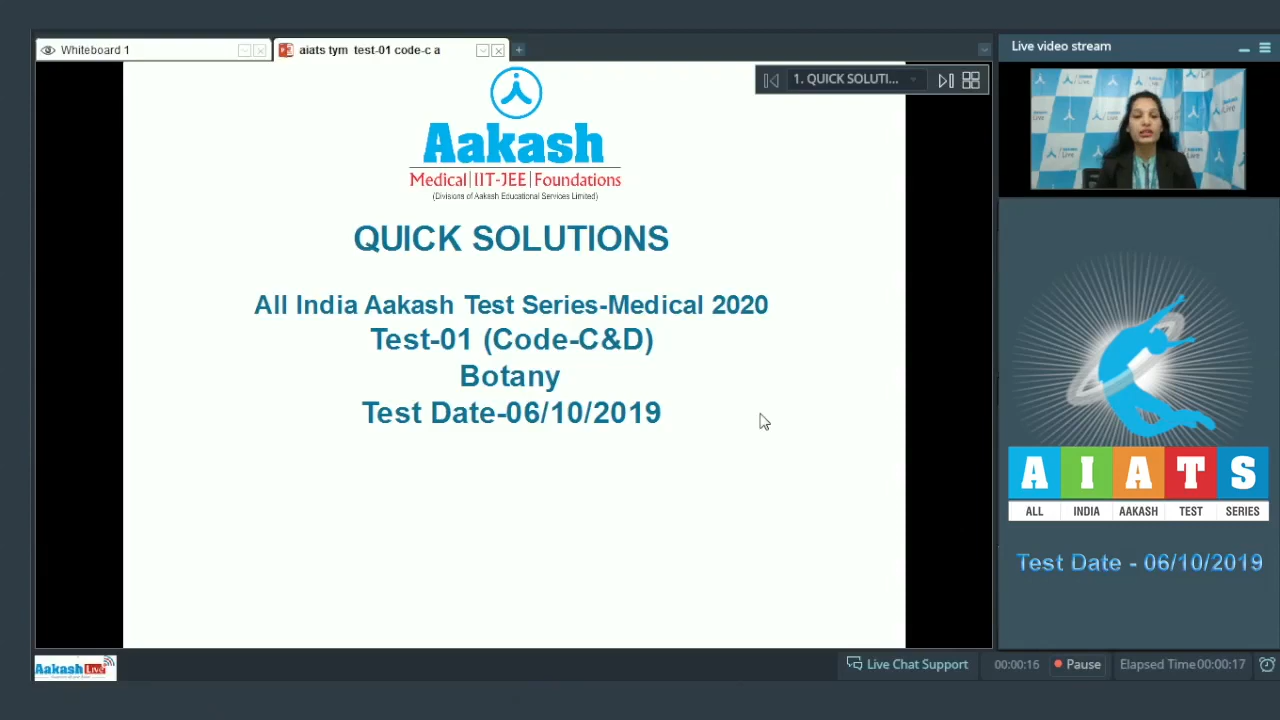 Whiteboard 1
aiats tym test-01 code-c a
Live video stream
1. QUICK SOLUTI...
Aakash
Medical|IIT-JEE|Foundations
(Divisions of Aakash Educational Services Limited)
QUICK SOLUTIONS
All India Aakash Test Series-Medical 2020
Test-01 (Code-C&D)
Botany
Test Date-06/10/2019
A I A T S
ALL INDIA AAKASH TEST SERIES
Test Date - 06/10/2019
Aakash Live
Live Chat Support
00:00:16
Pause
Elapsed Time 00:00:17